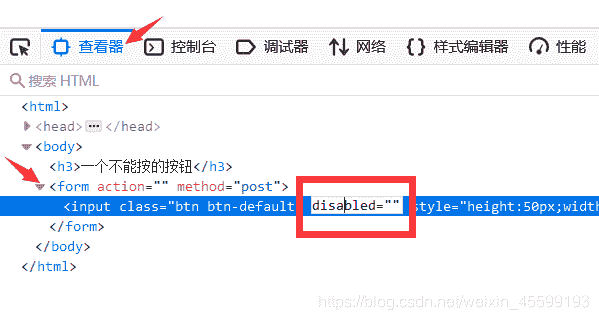 查看器 控制台 调试器 网络 样式编辑器 性能
搜索 HTML
<html>
<head>⋯</head>
<body>
<h3>一个不能按的按钮</h3>
<form action="" method="post">
<input class="btn btn-default disabled="" style="height:50px;width
</form>
</body>
</html>
https://blog.csdn.net/weixin_45599193